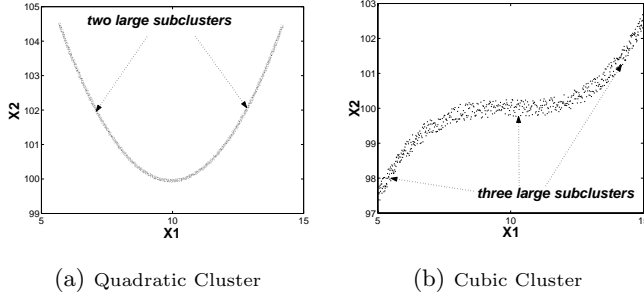 105
104
103
102
101
100
99
5
10
15
X2
X1
two large subclusters
103
102
101
100
99
98
97
5
10
15
X2
X1
three large subclusters
(a) Quadratic Cluster
(b) Cubic Cluster